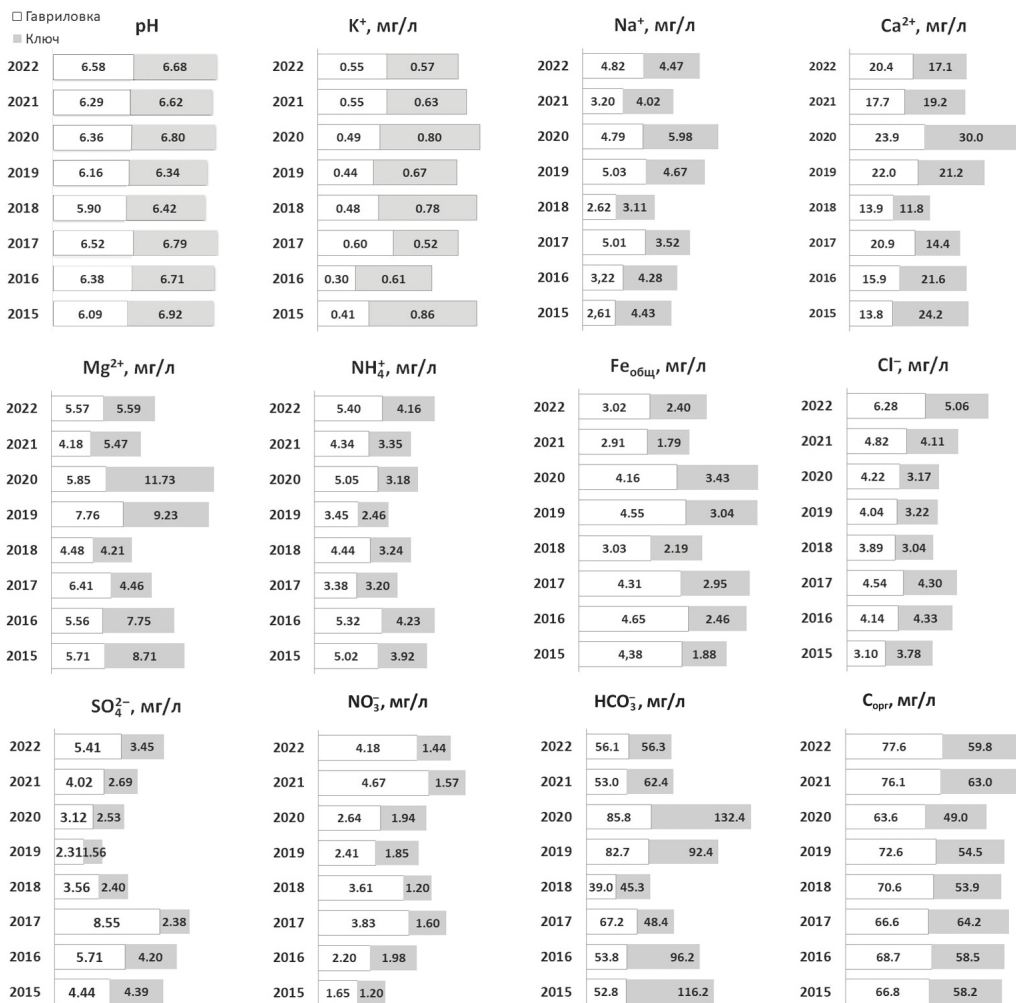 Гавриловка
Ключ
pH
2022 6.58 6.68
2021 6.29 6.62
2020 6.36 6.80
2019 6.16 6.34
2018 5.90 6.42
2017 6.52 6.79
2016 6.38 6.71
2015 6.09 6.92
K⁺, мг/л
2022 0.55 0.57
2021 0.55 0.63
2020 0.49 0.80
2019 0.44 0.67
2018 0.48 0.78
2017 0.60 0.52
2016 0.30 0.61
2015 0.41 0.86
Na⁺, мг/л
2022 4.82 4.47
2021 3.20 4.02
2020 4.79 5.98
2019 5.03 4.67
2018 2.62 3.11
2017 5.01 3.52
2016 3,22 4.28
2015 2,61 4.43
Ca²⁺, мг/л
2022 20.4 17.1
2021 17.7 19.2
2020 23.9 30.0
2019 22.0 21.2
2018 13.9 11.8
2017 20.9 14.4
2016 15.9 21.6
2015 13.8 24.2
Mg²⁺, мг/л
2022 5.57 5.59
2021 4.18 5.47
2020 5.85 11.73
2019 7.76 9.23
2018 4.48 4.21
2017 6.41 4.46
2016 5.56 7.75
2015 5.71 8.71
NH₄⁺, мг/л
2022 5.40 4.16
2021 4.34 3.35
2020 5.05 3.18
2019 3.45 2.46
2018 4.44 3.24
2017 3.38 3.20
2016 5.32 4.23
2015 5.02 3.92
Feобщ, мг/л
2022 3.02 2.40
2021 2.91 1.79
2020 4.16 3.43
2019 4.55 3.04
2018 3.03 2.19
2017 4.31 2.95
2016 4.65 2.46
2015 4,38 1.88
Cl⁻, мг/л
2022 6.28 5.06
2021 4.82 4.11
2020 4.22 3.17
2019 4.04 3.22
2018 3.89 3.04
2017 4.54 4.30
2016 4.14 4.33
2015 3.10 3.78
SO₄²⁻, мг/л
2022 5.41 3.45
2021 4.02 2.69
2020 3.12 2.53
2019 2.31 1.56
2018 3.56 2.40
2017 8.55 2.38
2016 5.71 4.20
2015 4.44 4.39
NO₃⁻, мг/л
2022 4.18 1.44
2021 4.67 1.57
2020 2.64 1.94
2019 2.41 1.85
2018 3.61 1.20
2017 3.83 1.60
2016 2.20 1.98
2015 1.65 1.20
HCO₃⁻, мг/л
2022 56.1 56.3
2021 53.0 62.4
2020 85.8 132.4
2019 82.7 92.4
2018 39.0 45.3
2017 67.2 48.4
2016 53.8 96.2
2015 52.8 116.2
Cорг, мг/л
2022 77.6 59.8
2021 76.1 63.0
2020 63.6 49.0
2019 72.6 54.5
2018 70.6 53.9
2017 66.6 64.2
2016 68.7 58.5
2015 66.8 58.2